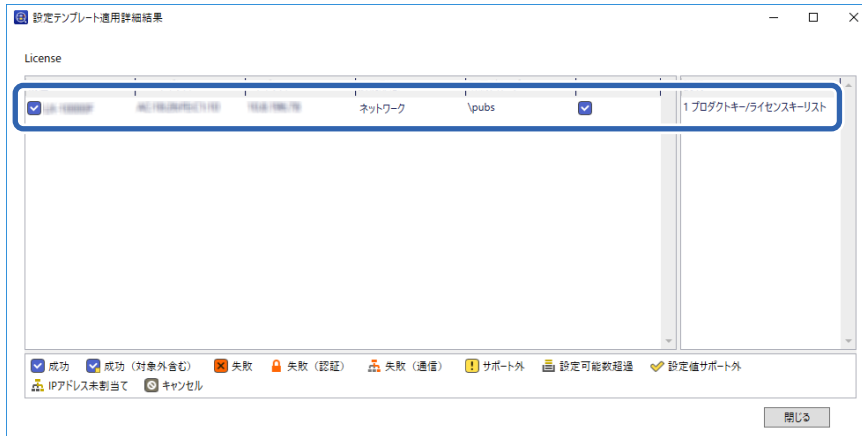 設定テンプレート適用詳細結果
License
ネットワーク \pubs 1 プロダクトキー/ライセンスキーリスト
成功 成功（対象外含む） 失敗 失敗（認証） 失敗（通信） サポート外 設定可能数超過 設定値サポート外
IPアドレス未割当て キャンセル
閉じる